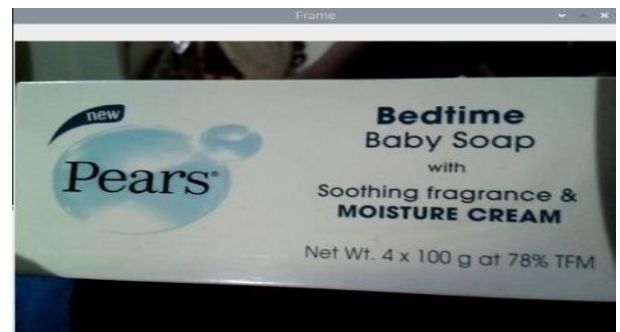 Frame
new
Pears®
Bedtime
Baby Soap
with
Soothing fragrance &
MOISTURE CREAM
Net Wt. 4 x 100 g at 78% TFM